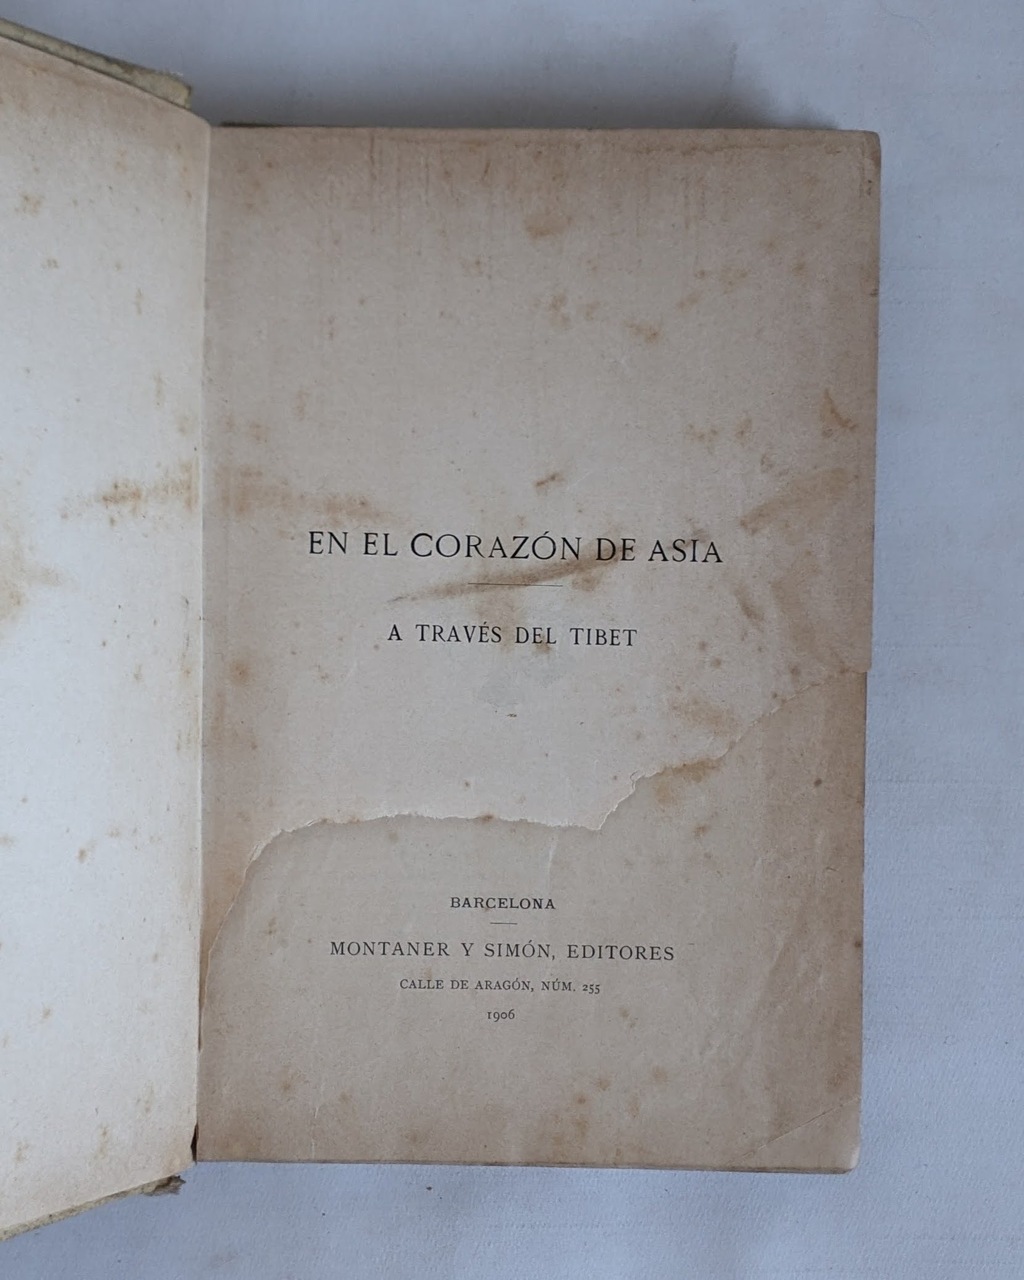 EN EL CORAZÓN DE ASIA
A TRAVÉS DEL TIBET
BARCELONA
MONTANER Y SIMÓN, EDITORES
CALLE DE ARAGÓN, NÚM. 255
1906